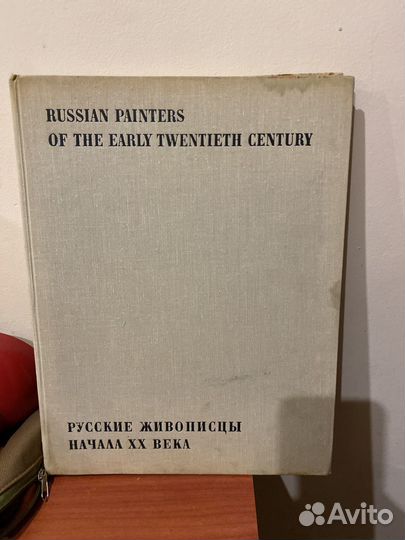 RUSSIAN PAINTERS
OF THE EARLY TWENTIETH CENTURY
РУССКИЕ ЖИВОПИСЦЫ
НАЧАЛА XX ВЕКА
Avito